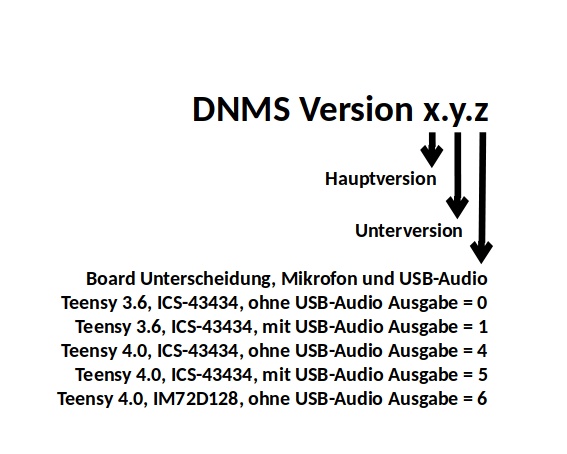 DNMS Version x.y.z
Hauptversion
Unterversion
Board Unterscheidung, Mikrofon und USB-Audio
Teensy 3.6, ICS-43434, ohne USB-Audio Ausgabe = 0
Teensy 3.6, ICS-43434, mit USB-Audio Ausgabe = 1
Teensy 4.0, ICS-43434, ohne USB-Audio Ausgabe = 4
Teensy 4.0, ICS-43434, mit USB-Audio Ausgabe = 5
Teensy 4.0, IM72D128, ohne USB-Audio Ausgabe = 6